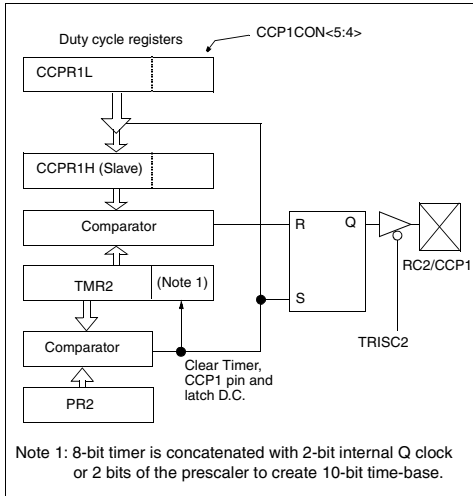 Duty cycle registers
CCP1CON<5:4>
CCPR1L
CCPR1H (Slave)
Comparator
R
Q
RC2/CCP1
TMR2
(Note 1)
S
TRISC2
Comparator
Clear Timer,
CCP1 pin and
latch D.C.
PR2
Note 1: 8-bit timer is concatenated with 2-bit internal Q clock
or 2 bits of the prescaler to create 10-bit time-base.